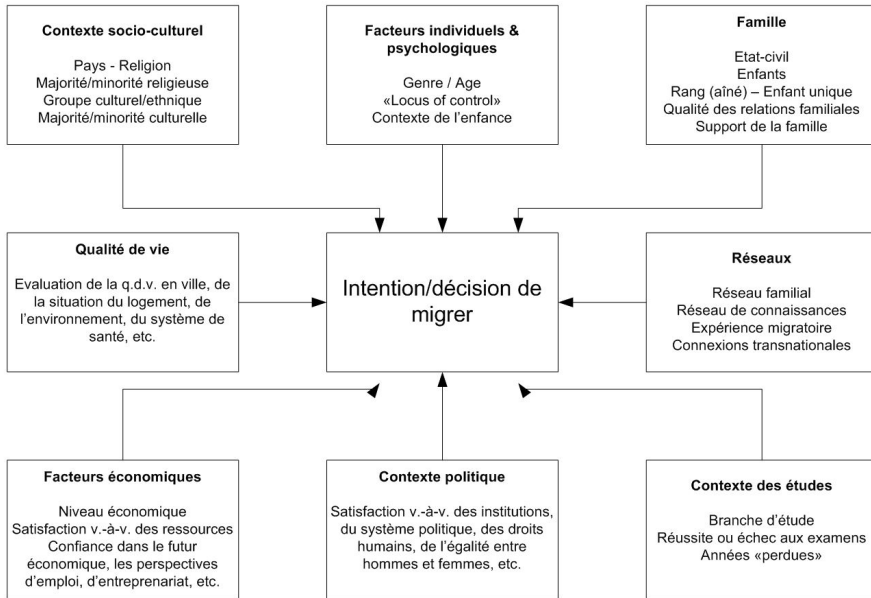 Contexte socio-culturel
Pays - Religion
Majorité/minorité religieuse
Groupe culturel/ethnique
Majorité/minorité culturelle
Facteurs individuels &
psychologiques
Genre / Age
«Locus of control»
Contexte de l'enfance
Famille
Etat-civil
Enfants
Rang (aîné) – Enfant unique
Qualité des relations familiales
Support de la famille
Qualité de vie
Evaluation de la q.d.v. en ville, de
la situation du logement, de
l'environnement, du système de
santé, etc.
Intention/décision de
migrer
Réseaux
Réseau familial
Réseau de connaissances
Expérience migratoire
Connexions transnationales
Facteurs économiques
Niveau économique
Satisfaction v.-à-v. des ressources
Confiance dans le futur
économique, les perspectives
d'emploi, d'entreprenariat, etc.
Contexte politique
Satisfaction v.-à-v. des institutions,
du système politique, des droits
humains, de l'égalité entre
hommes et femmes, etc.
Contexte des études
Branche d'étude
Réussite ou échec aux examens
Années «perdues»